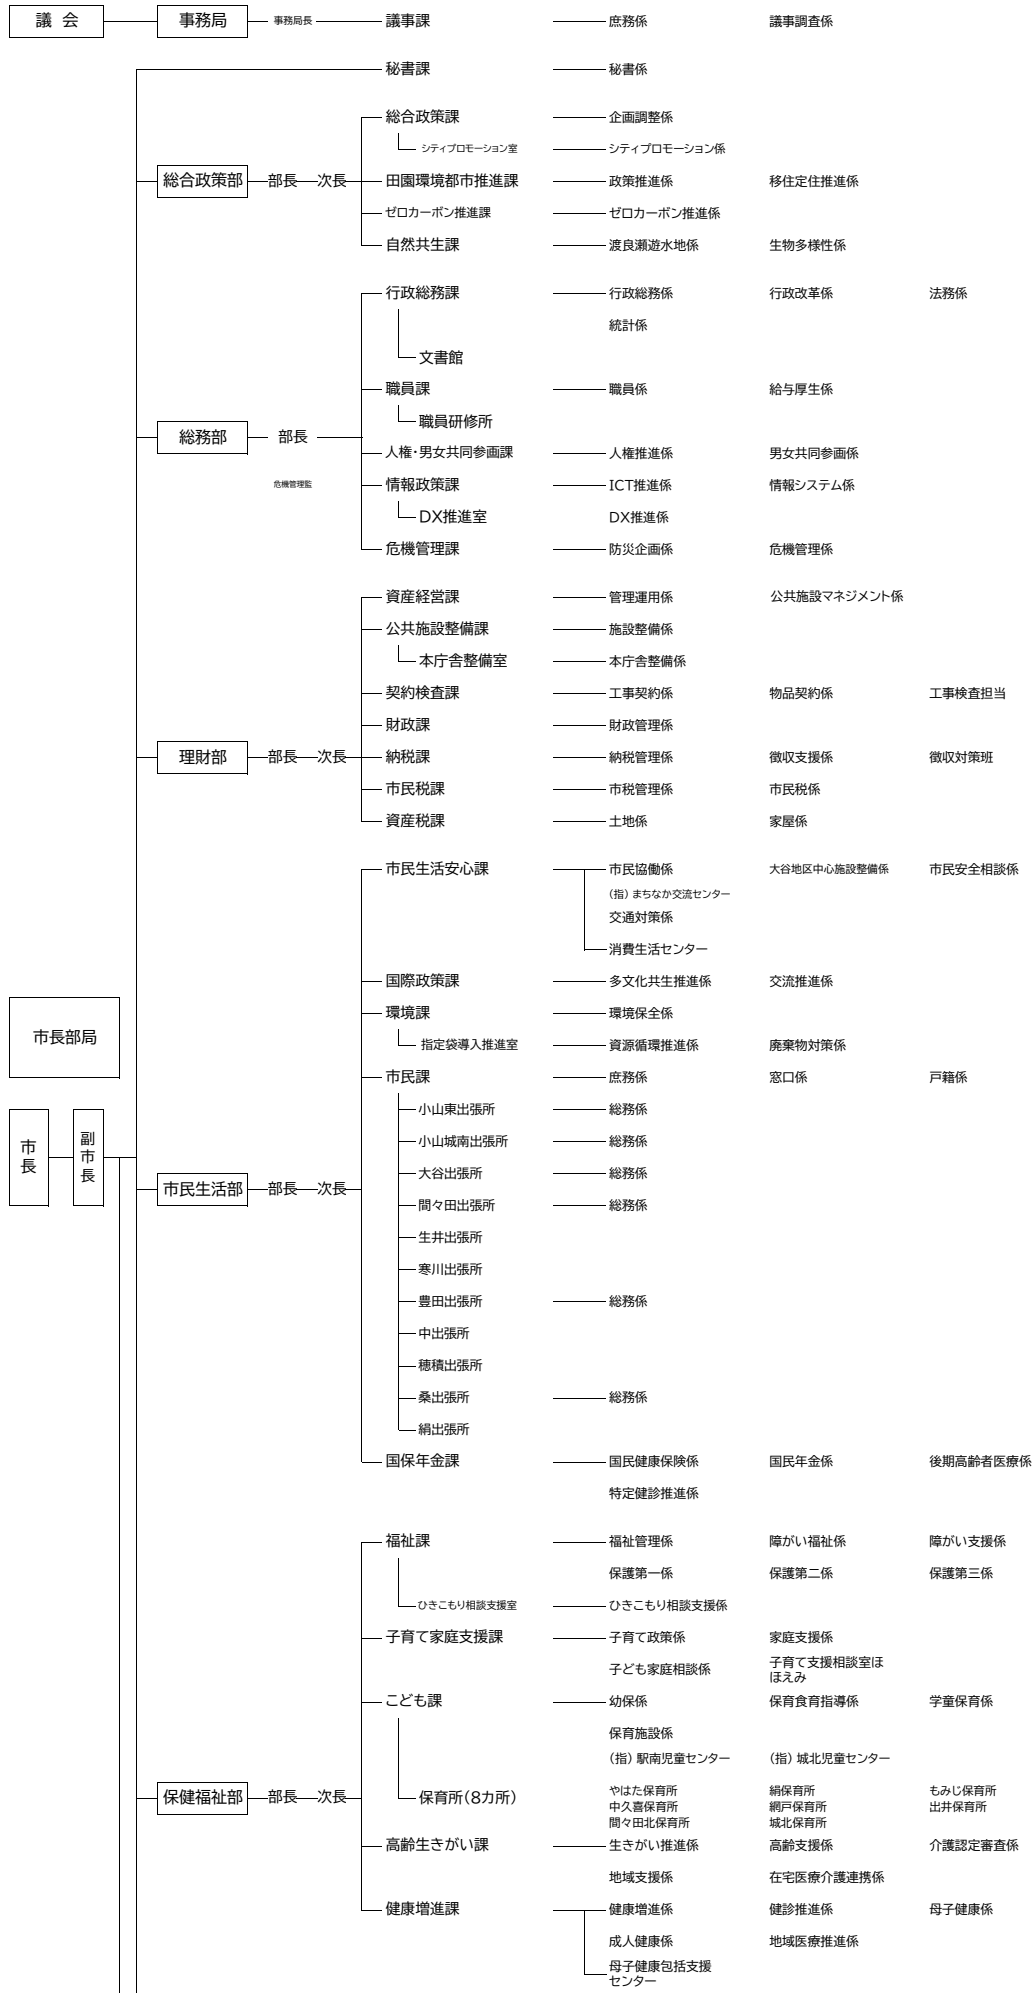 議 会 事務局 事務局長 議事課 庶務係 議事調査係
秘書課 秘書係
総合政策課 企画調整係
シティプロモーション室 シティプロモーション係
総合政策部 部長 次長 田園環境都市推進課 政策推進係 移住定住推進係
ゼロカーボン推進課 ゼロカーボン推進係
自然共生課 渡良瀬遊水地係 生物多様性係
行政総務課 行政総務係 行政改革係 法務係
統計係
文書館
職員課 職員係 給与厚生係
職員研修所
総務部 部長
人権・男女共同参画課 人権推進係 男女共同参画係
危機管理監 情報政策課 ICT推進係 情報システム係
DX推進室 DX推進係
危機管理課 防災企画係 危機管理係
資産経営課 管理運用係 公共施設マネジメント係
公共施設整備課 施設整備係
本庁舎整備室 本庁舎整備係
契約検査課 工事契約係 物品契約係 工事検査担当
財政課 財政管理係
理財部 部長 次長 納税課 納税管理係 徴収支援係 徴収対策班
市民税課 市税管理係 市民税係
資産税課 土地係 家屋係
市民生活安心課 市民協働係 大谷地区中心施設整備係 市民安全相談係
(指) まちなか交流センター
交通対策係
消費生活センター
国際政策課 多文化共生推進係 交流推進係
環境課 環境保全係
市長部局
指定袋導入推進室 資源循環推進係 廃棄物対策係
市民課 庶務係 窓口係 戸籍係
小山東出張所 総務係
小山城南出張所 総務係
市長 副市長
大谷出張所 総務係
市民生活部 部長 次長
間々田出張所 総務係
生井出張所
寒川出張所
豊田出張所 総務係
中出張所
穂積出張所
桑出張所 総務係
絹出張所
国保年金課 国民健康保険係 国民年金係 後期高齢者医療係
特定健診推進係
福祉課 福祉管理係 障がい福祉係 障がい支援係
保護第一係 保護第二係 保護第三係
ひきこもり相談支援室 ひきこもり相談支援係
子育て家庭支援課 子育て政策係 家庭支援係
子ども家庭相談係 子育て支援相談室ほ
ほえみ
こども課 幼保係 保育食育指導係 学童保育係
保育施設係
(指) 駅南児童センター (指) 城北児童センター
保健福祉部 部長 次長 保育所(8カ所) やはた保育所 絹保育所 もみじ保育所
中久喜保育所 網戸保育所 出井保育所
間々田北保育所 城北保育所
高齢生きがい課 生きがい推進係 高齢支援係 介護認定審査係
地域支援係 在宅医療介護連携係
健康増進課 健康増進係 健診推進係 母子健康係
成人健康係 地域医療推進係
母子健康包括支援
センター